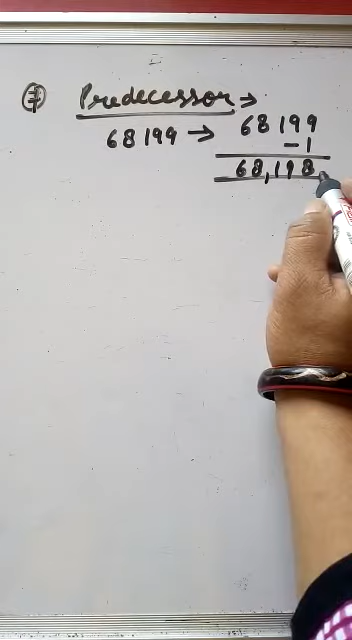 Predecessor →
68199 → 68199
- 1
68,198